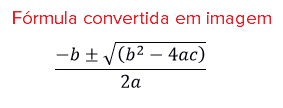 Fórmula convertida em imagem
−b ± √(b² − 4ac)
2a